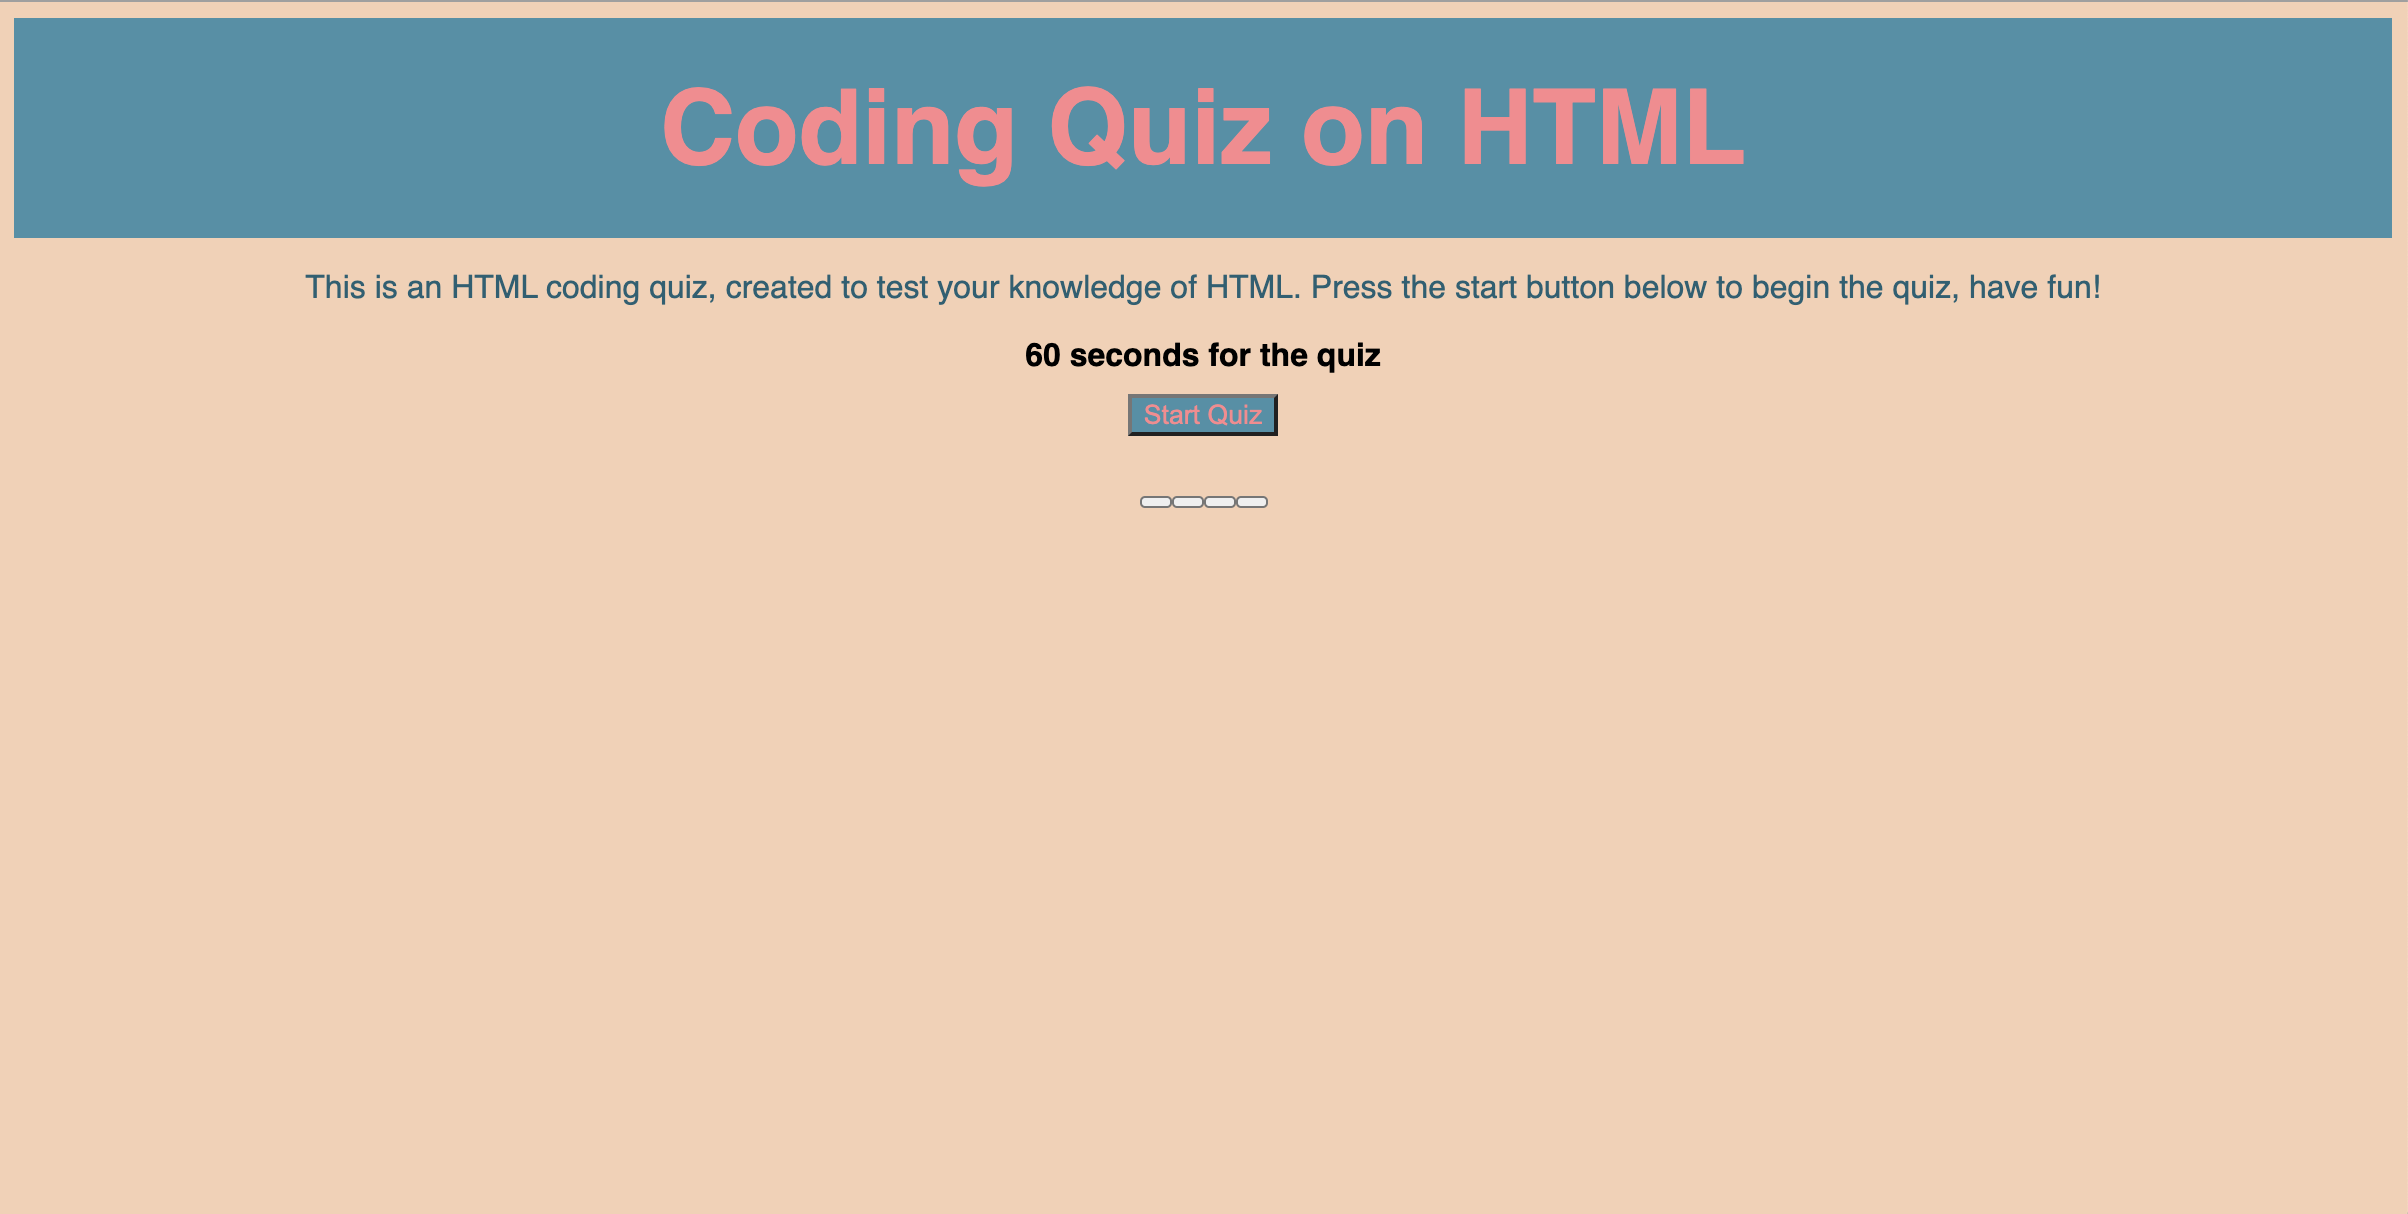 Coding Quiz on HTML
This is an HTML coding quiz, created to test your knowledge of HTML. Press the start button below to begin the quiz, have fun!
60 seconds for the quiz
Start Quiz